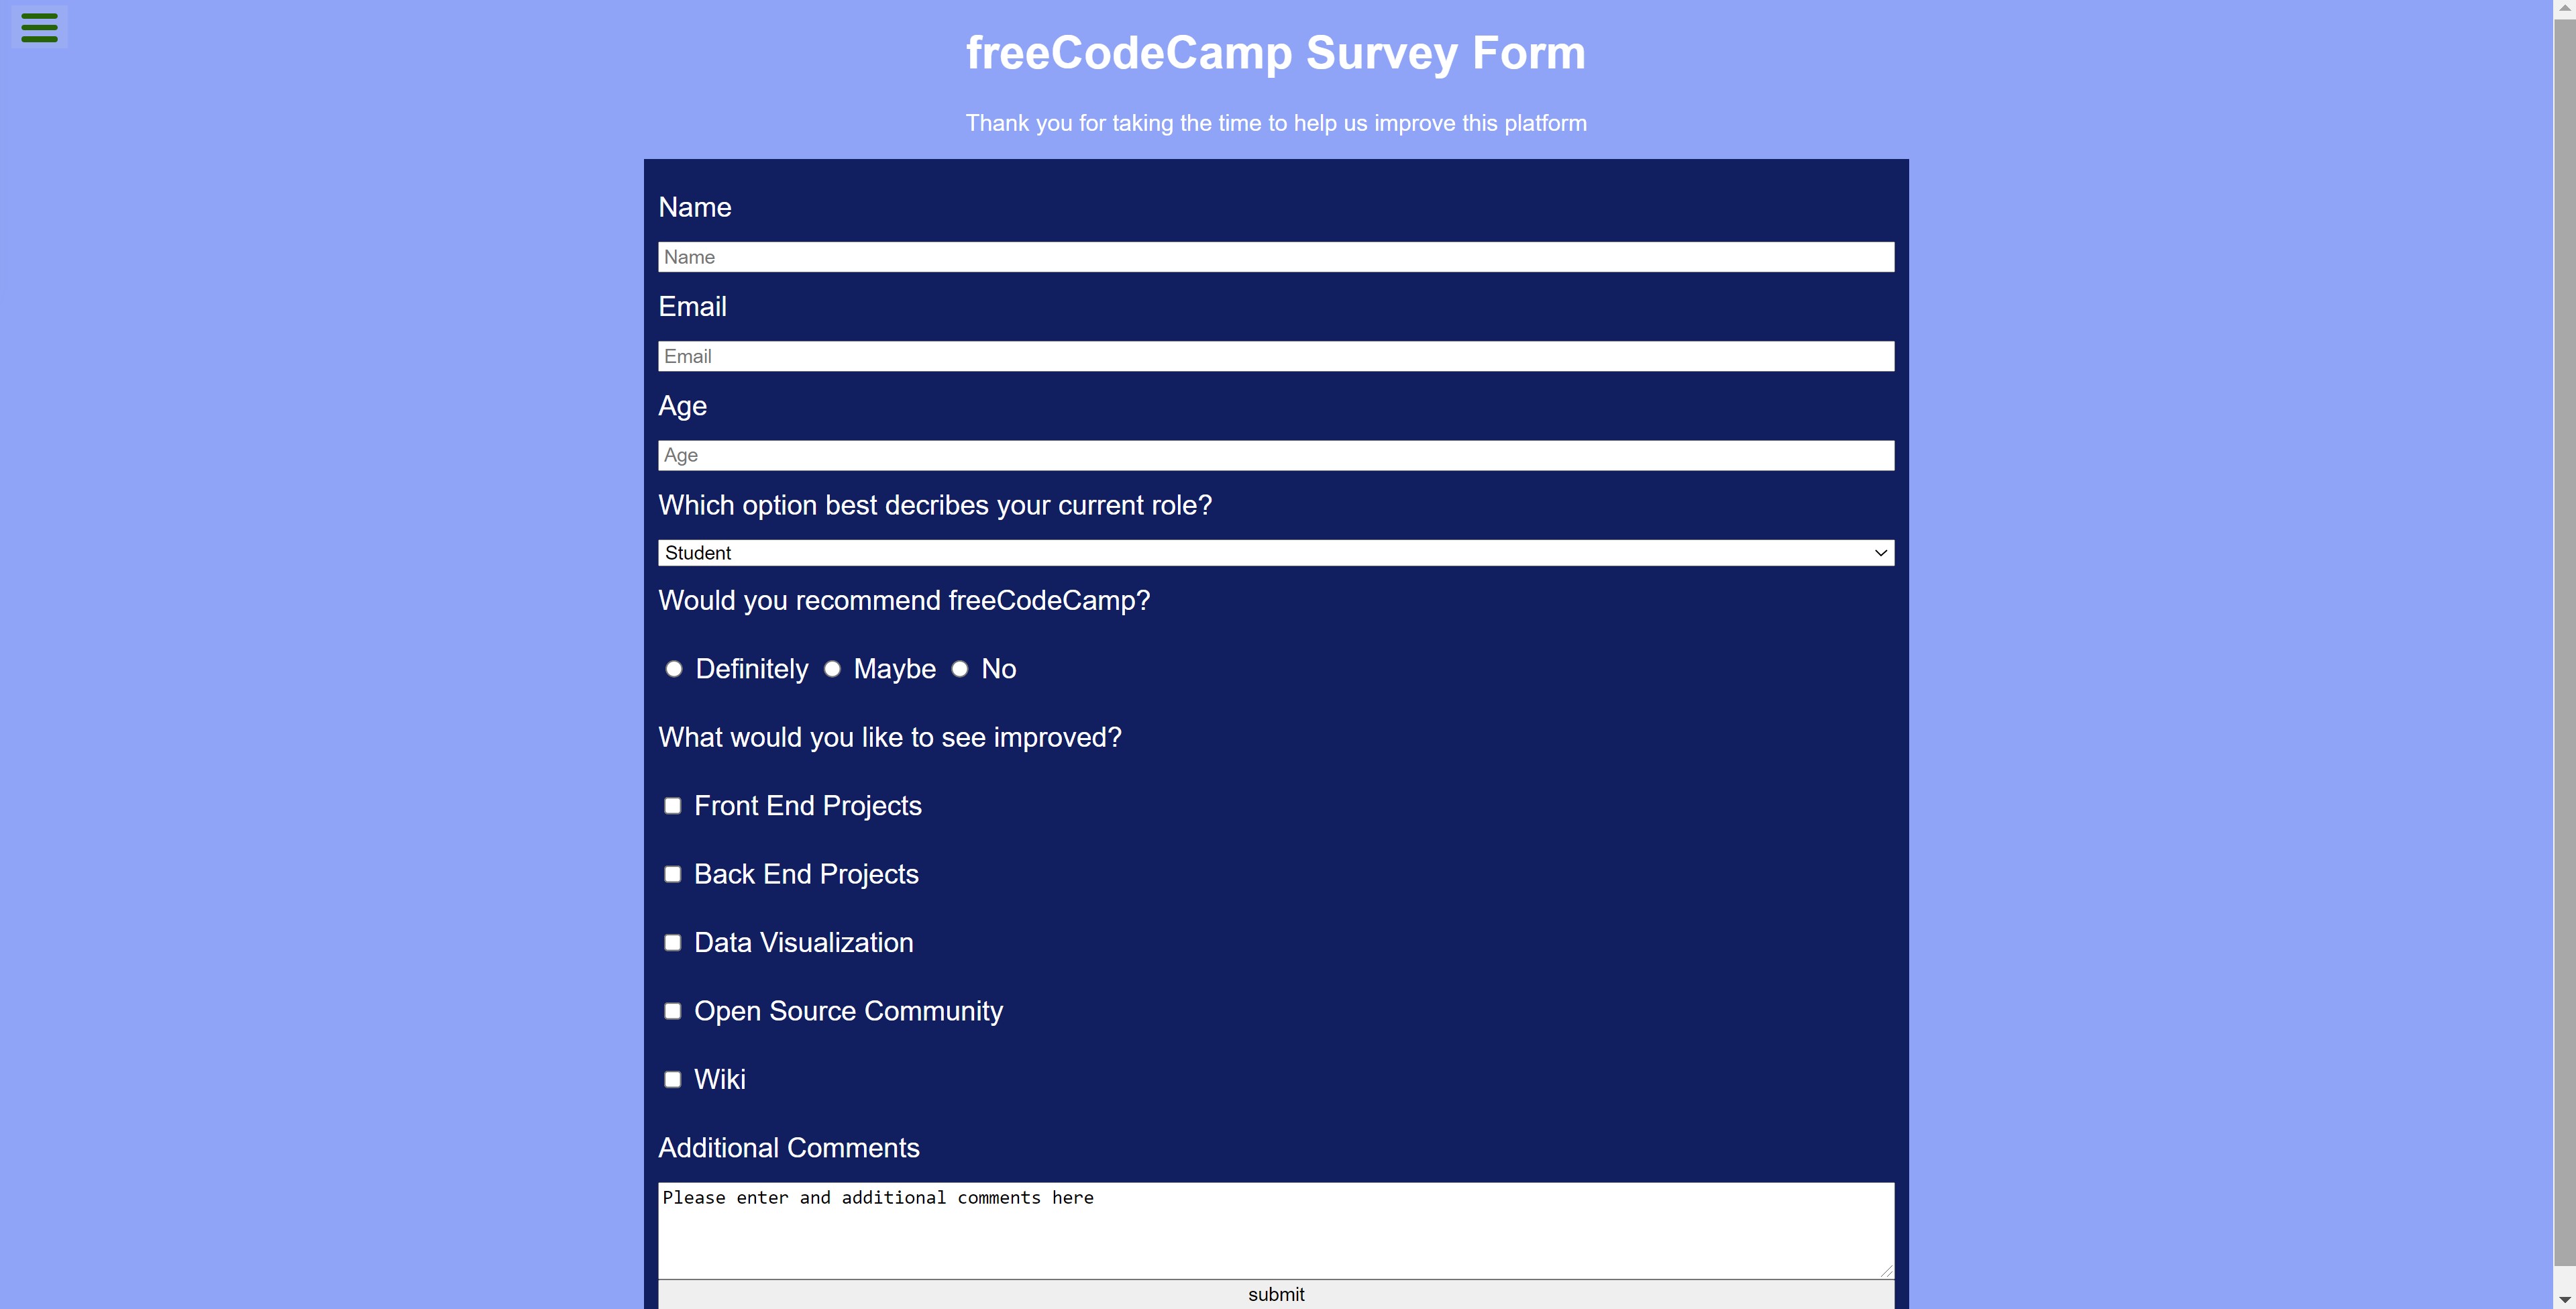 freeCodeCamp Survey Form
Thank you for taking the time to help us improve this platform
Name
Name
Email
Email
Age
Age
Which option best decribes your current role?
Student
Would you recommend freeCodeCamp?
Definitely Maybe No
What would you like to see improved?
Front End Projects
Back End Projects
Data Visualization
Open Source Community
Wiki
Additional Comments
Please enter and additional comments here
submit